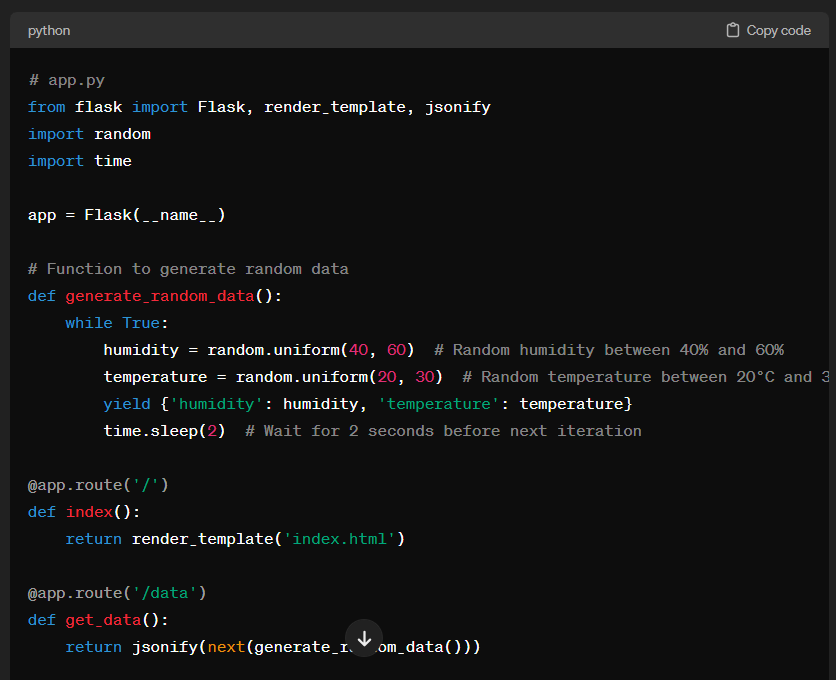 python
Copy code
# app.py
from flask import Flask, render_template, jsonify
import random
import time
app = Flask(__name__)
# Function to generate random data
def generate_random_data():
while True:
humidity = random.uniform(40, 60)  # Random humidity between 40% and 60%
temperature = random.uniform(20, 30)  # Random temperature between 20°C and
yield {'humidity': humidity, 'temperature': temperature}
time.sleep(2)  # Wait for 2 seconds before next iteration
@app.route('/')
def index():
return render_template('index.html')
@app.route('/data')
def get_data():
return jsonify(next(generate_random_data()))